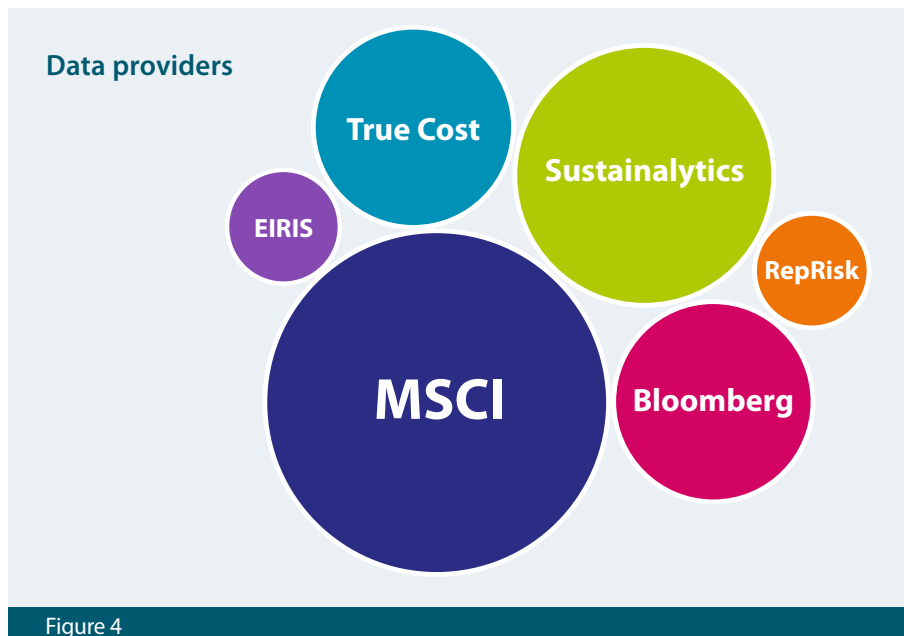 Data providers
True Cost
Sustainalytics
EIRIS
RepRisk
MSCI
Bloomberg
Figure 4